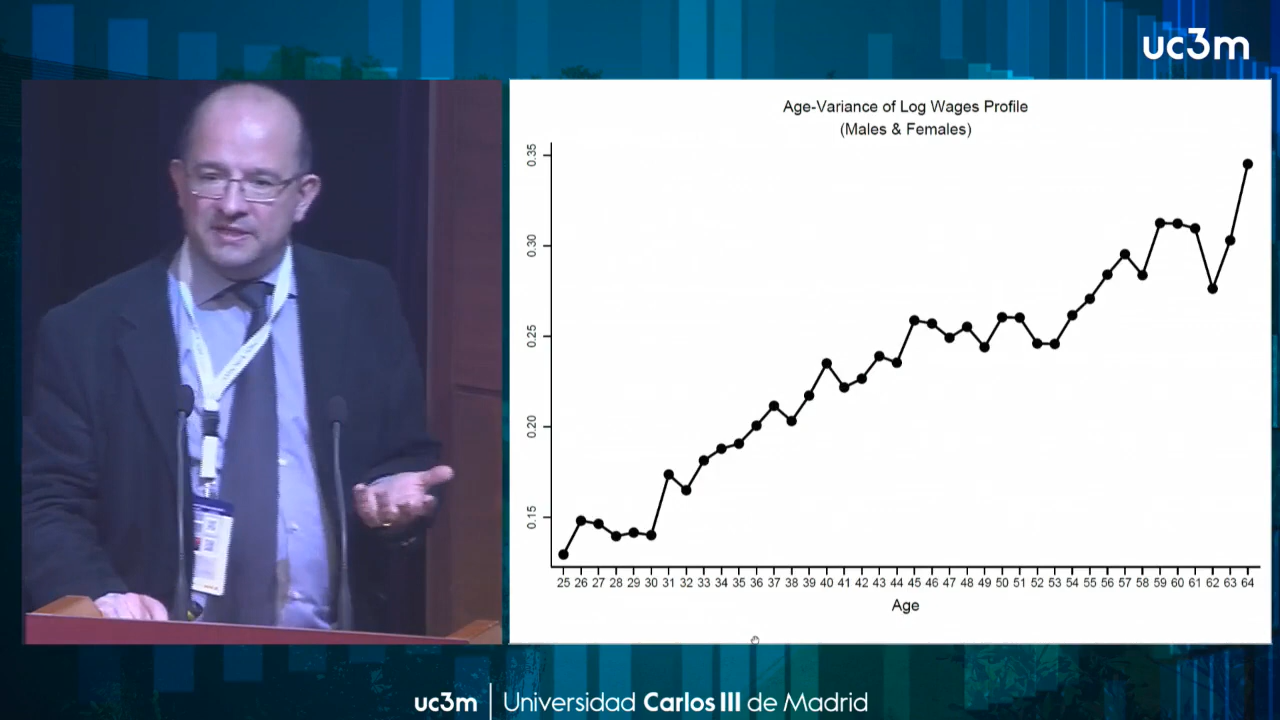 uc3m
Age-Variance of Log Wages Profile
(Males & Females)
0.35
0.30
0.25
0.20
0.15
25 26 27 28 29 30 31 32 33 34 35 36 37 38 39 40 41 42 43 44 45 46 47 48 49 50 51 52 53 54 55 56 57 58 59 60 61 62 63 64
Age
uc3m | Universidad Carlos III de Madrid